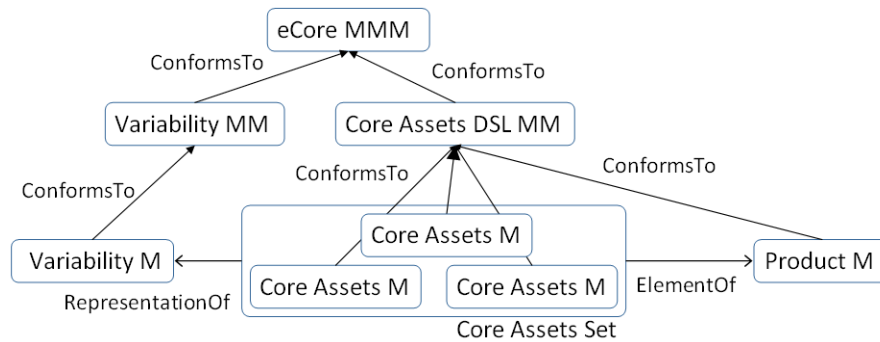 eCore MMM
ConformsTo
ConformsTo
Variability MM
Core Assets DSL MM
ConformsTo
ConformsTo
ConformsTo
Core Assets M
Variability M
Product M
Core Assets M
Core Assets M
RepresentationOf
ElementOf
Core Assets Set